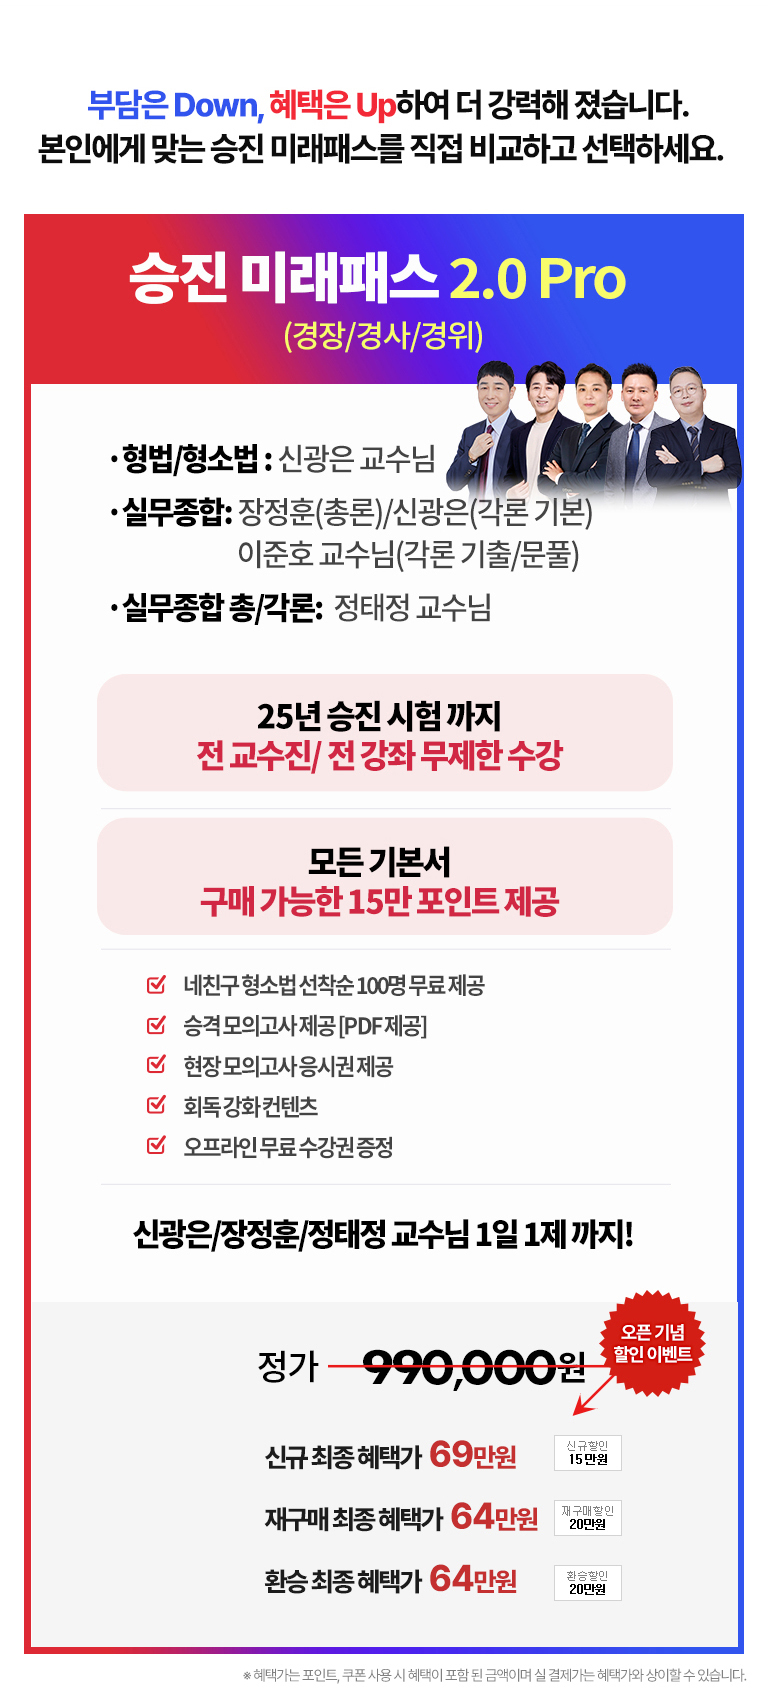 부담은 Down, 혜택은 Up하여 더 강력해 졌습니다.
본인에게 맞는 승진 미래패스를 직접 비교하고 선택하세요.
승진 미래패스 2.0 Pro
(경장/경사/경위)
· 형법/형소법 : 신광은 교수님
· 실무종합: 장정훈(총론)/신광은(각론 기본)
이준호 교수님(각론 기출/문풀)
· 실무종합 총/각론: 정태정 교수님
25년 승진 시험 까지
전 교수진/ 전 강좌 무제한 수강
모든 기본서
구매 가능한 15만 포인트 제공
네친구 형소법 선착순 100명 무료 제공
승격 모의고사 제공 [PDF 제공]
현장 모의고사 응시권 제공
회독 강화 컨텐츠
오프라인 무료 수강권 증정
신광은/장정훈/정태정 교수님 1일 1제 까지!
오픈 기념
할인 이벤트
정가 990,000원
신규 최종 혜택가 69만원
신규할인
15만원
재구매 최종 혜택가 64만원
재구매할인
20만원
환승 최종 혜택가 64만원
환승할인
20만원
※ 혜택가는 포인트, 쿠폰 사용 시 혜택이 포함 된 금액이며 실 결제가는 혜택가와 상이할 수 있습니다.